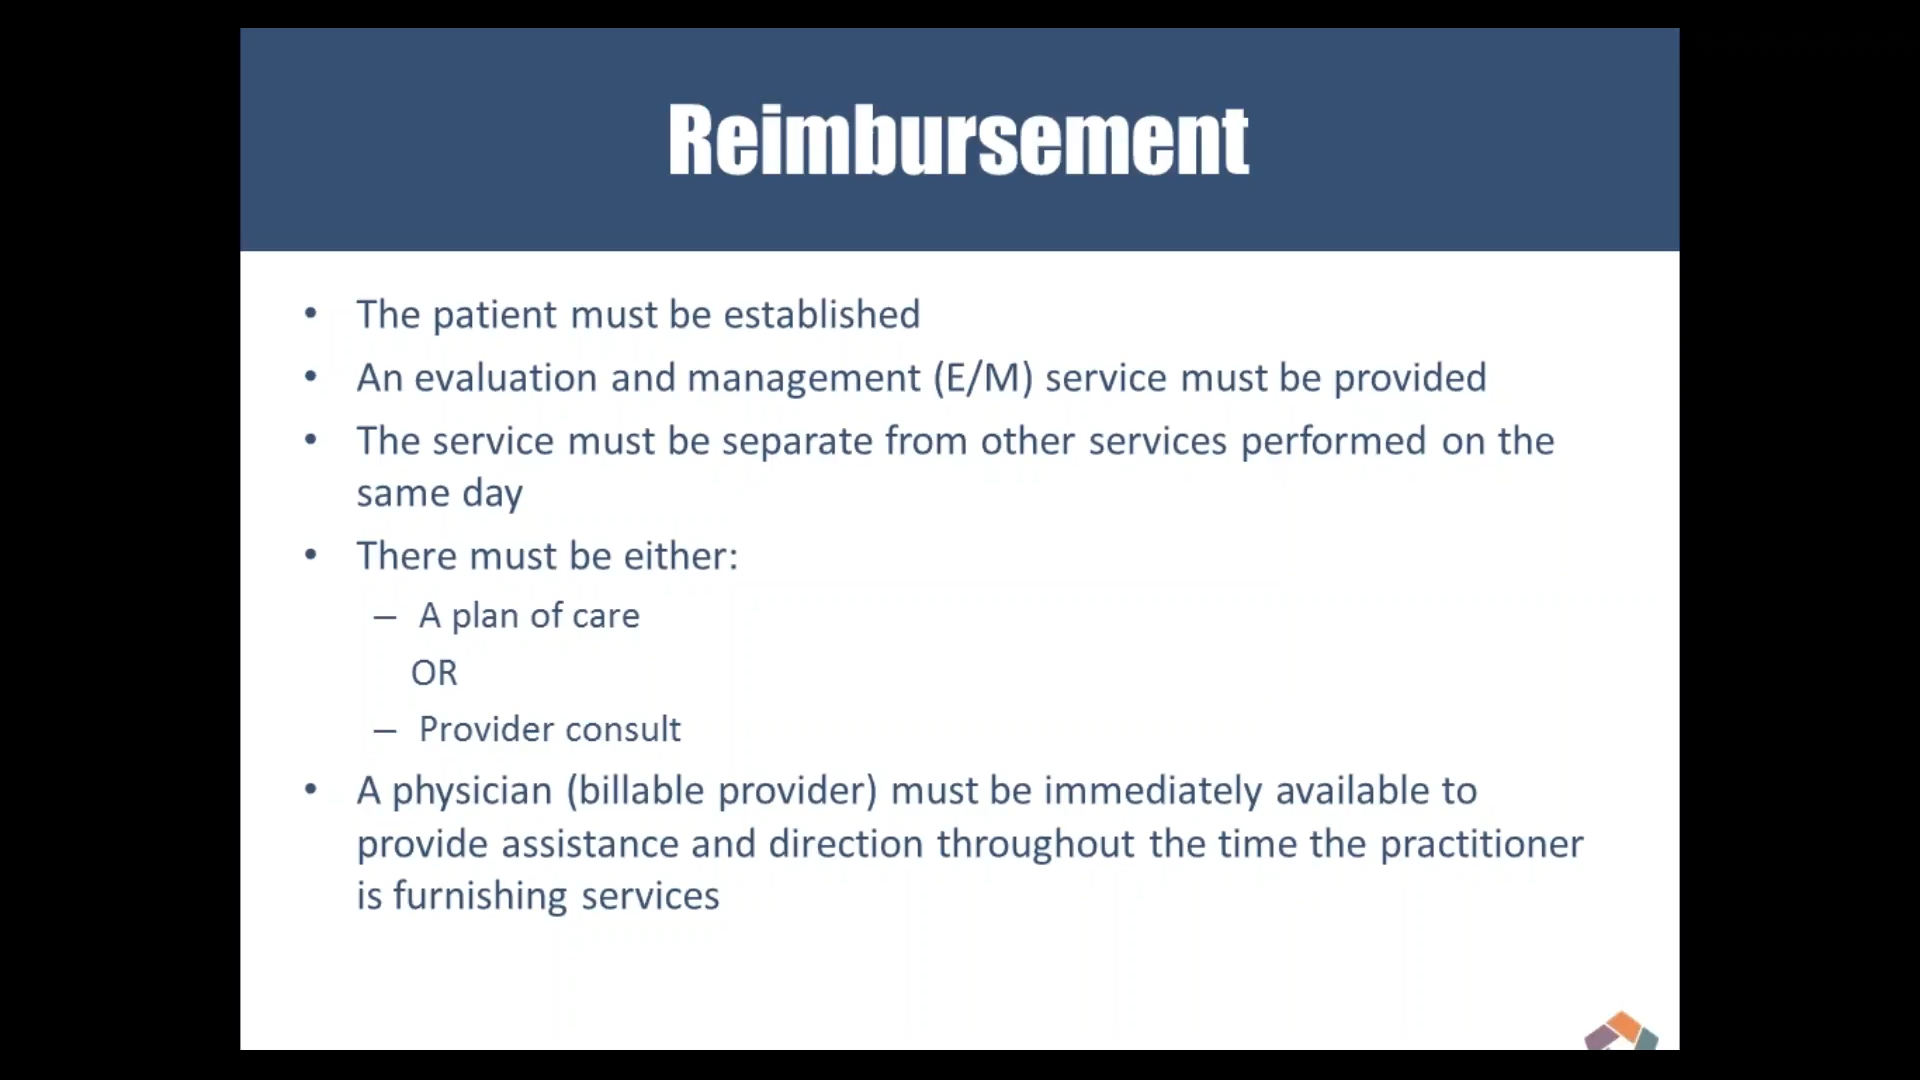 Reimbursement
• The patient must be established
• An evaluation and management (E/M) service must be provided
• The service must be separate from other services performed on the
same day
• There must be either:
– A plan of care
OR
– Provider consult
• A physician (billable provider) must be immediately available to
provide assistance and direction throughout the time the practitioner
is furnishing services